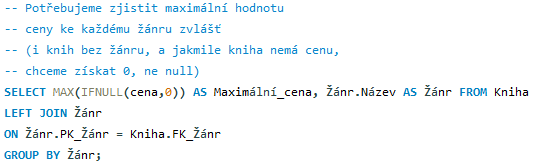 -- Potřebujeme zjistit maximální hodnotu
-- ceny ke každému žánru zvlášť
-- (i knih bez žánru, a jakmile kniha nemá cenu,
-- chceme získat 0, ne null)
SELECT MAX(IFNULL(cena,0)) AS Maximální_cena, Žánr.Název AS Žánr FROM Kniha
LEFT JOIN Žánr
ON Žánr.PK_Žánr = Kniha.FK_Žánr
GROUP BY Žánr;